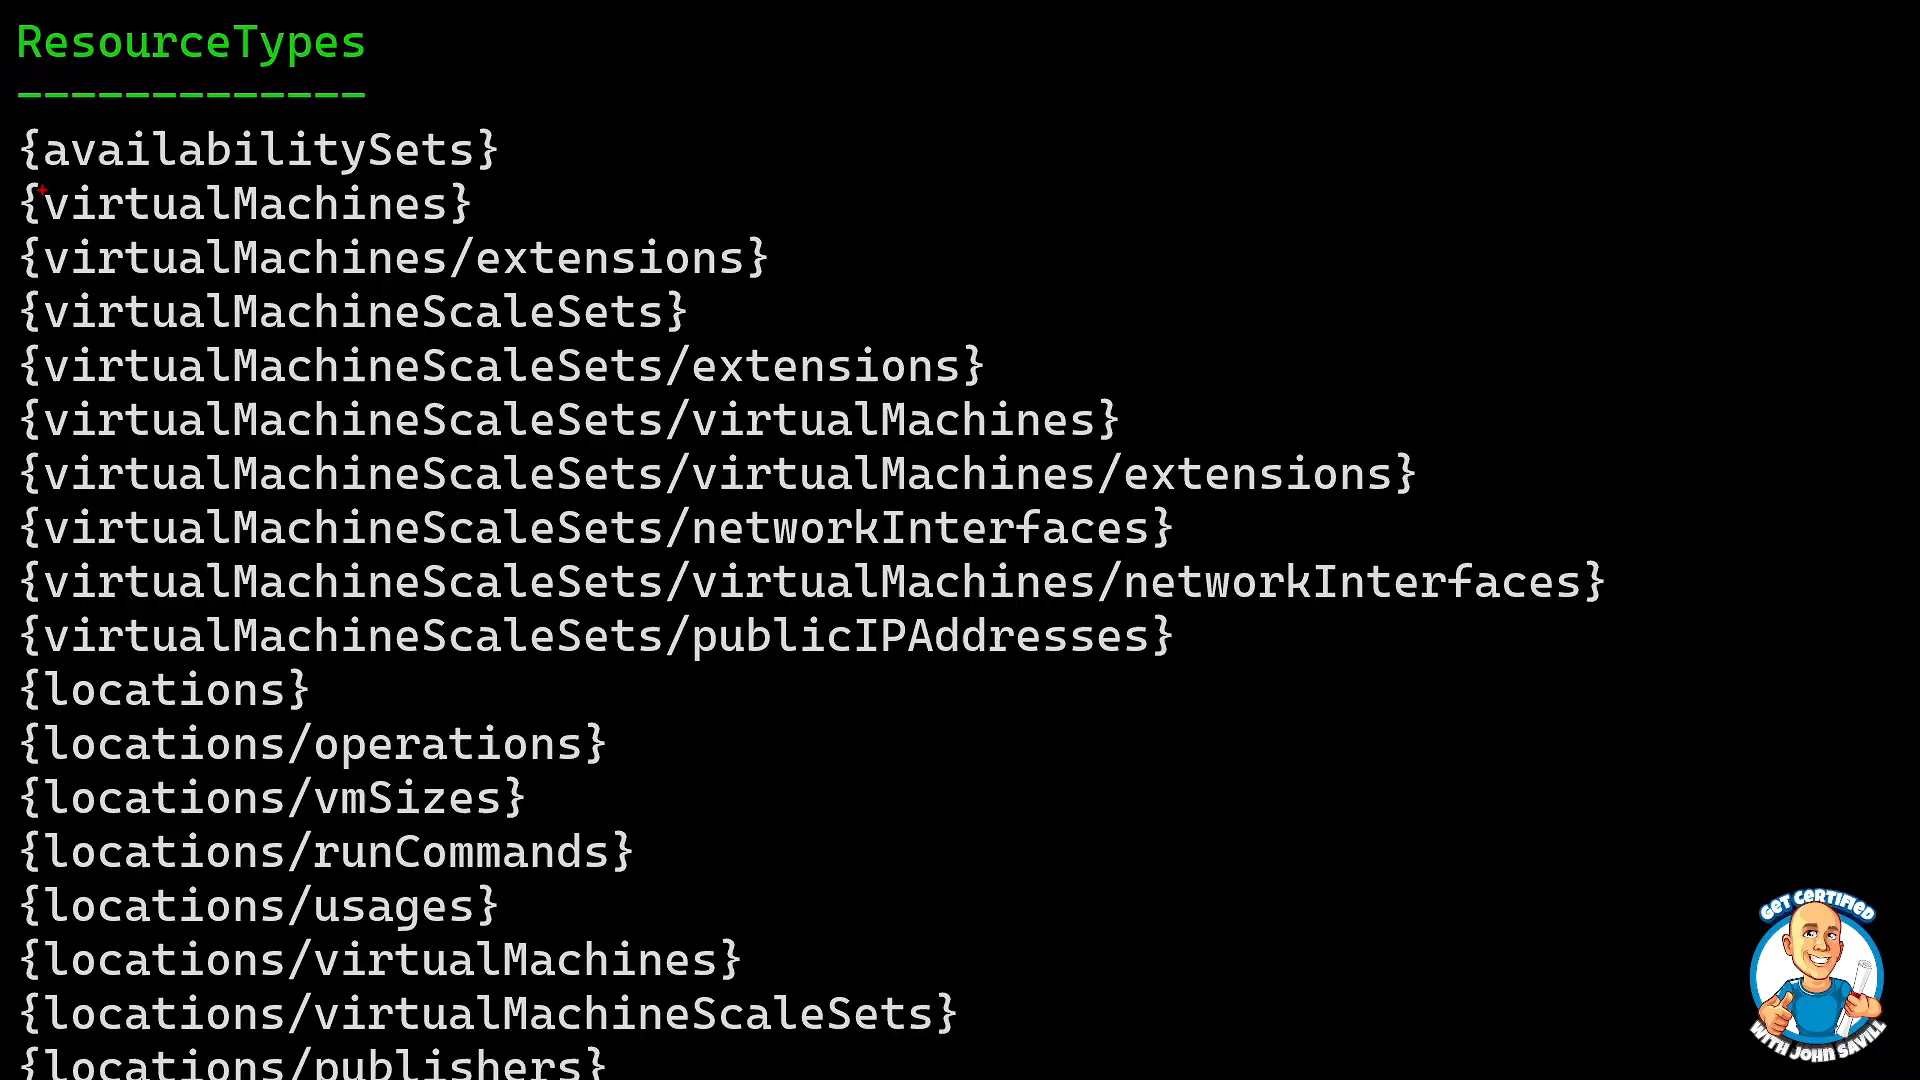 ResourceTypes
-------------
{availabilitySets}
{virtualMachines}
{virtualMachines/extensions}
{virtualMachineScaleSets}
{virtualMachineScaleSets/extensions}
{virtualMachineScaleSets/virtualMachines}
{virtualMachineScaleSets/virtualMachines/extensions}
{virtualMachineScaleSets/networkInterfaces}
{virtualMachineScaleSets/virtualMachines/networkInterfaces}
{virtualMachineScaleSets/publicIPAddresses}
{locations}
{locations/operations}
{locations/vmSizes}
{locations/runCommands}
{locations/usages}
{locations/virtualMachines}
{locations/virtualMachineScaleSets}
{locations/publishers}
GET CERTIFIED
WITH JOHN SAVILL